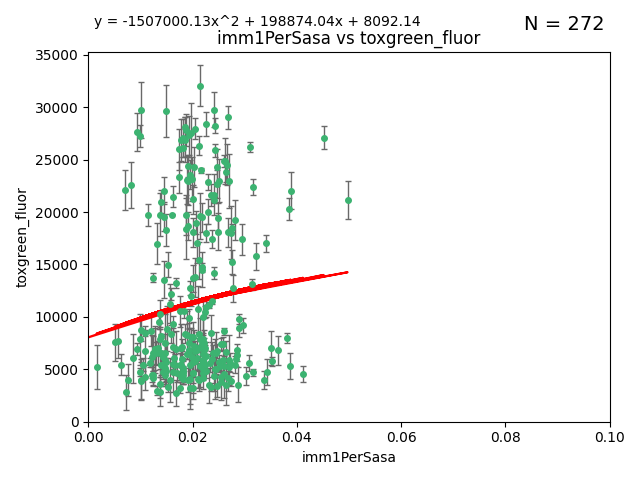 y = -1507000.13x^2 + 198874.04x + 8092.14
N = 272
imm1PerSasa vs toxgreen_fluor
35000
30000
25000
20000
15000
10000
5000
0
toxgreen_fluor
0.00 0.02 0.04 0.06 0.08 0.10
imm1PerSasa